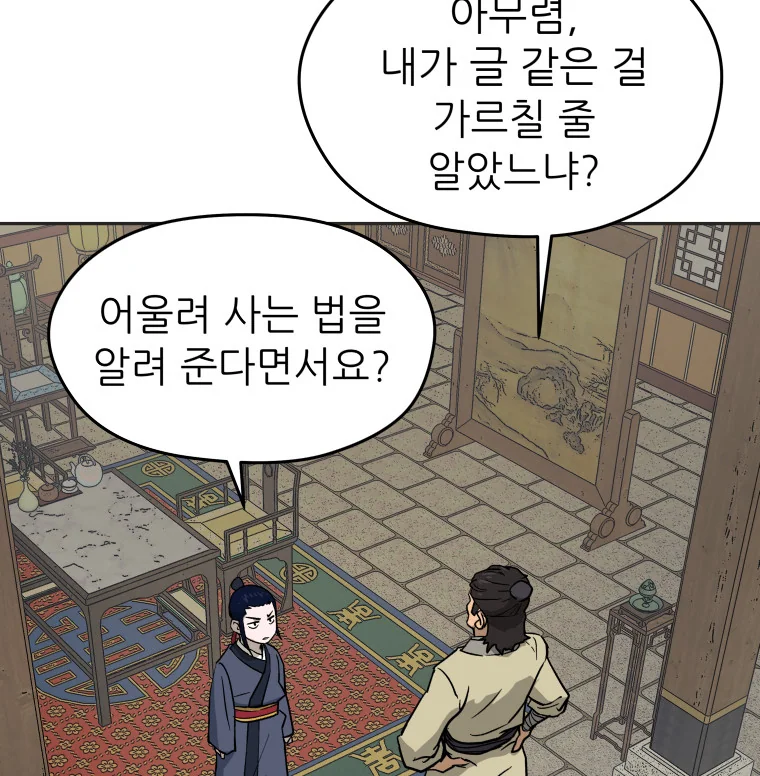 아무렴,
내가 글 같은 걸
가르칠 줄
알았느냐?
어울려 사는 법을
알려 준다면서요?